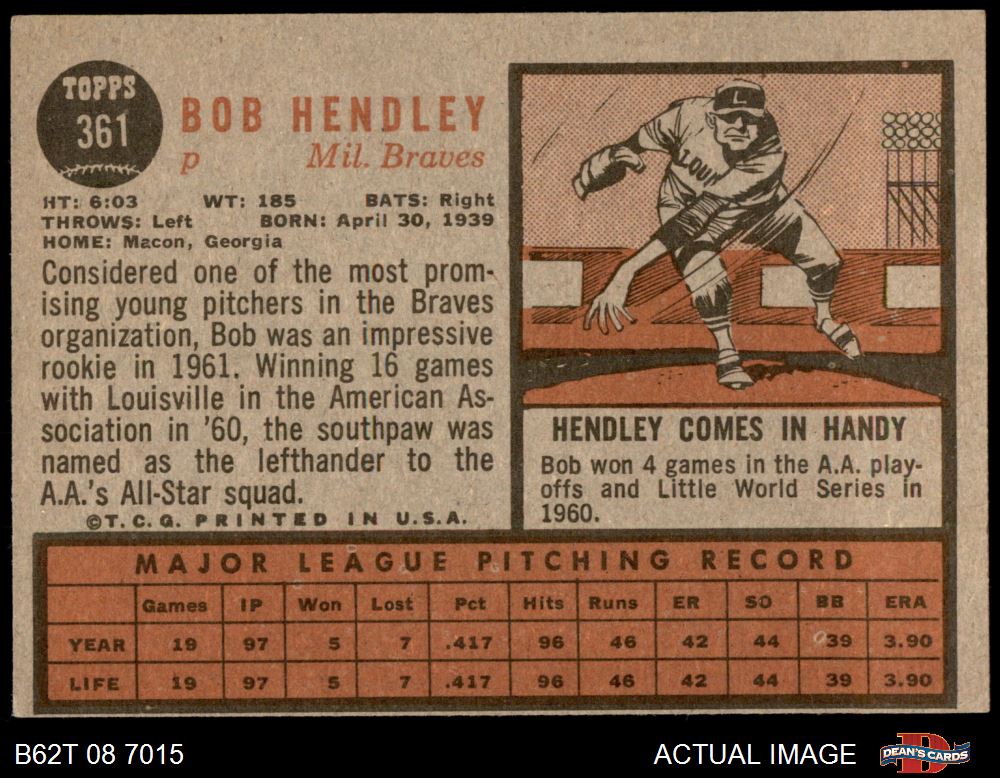 TOPPS
361
BOB HENDLEY
p Mil. Braves
HT: 6:03 WT: 185 BATS: Right
THROWS: Left BORN: April 30, 1939
HOME: Macon, Georgia
Considered one of the most prom-
ising young pitchers in the Braves
organization, Bob was an impressive
rookie in 1961. Winning 16 games
with Louisville in the American As-
sociation in '60, the southpaw was
named as the lefthander to the
A.A.'s All-Star squad.
©T.C.G. PRINTED IN U.S.A.
L
LOUI
HENDLEY COMES IN HANDY
Bob won 4 games in the A.A. play-
offs and Little World Series in
1960.
MAJOR LEAGUE PITCHING RECORD
Games IP Won Lost Pct Hits Runs ER SO BB ERA
YEAR 19 97 5 7 .417 96 46 42 44 39 3.90
LIFE 19 97 5 7 .417 96 46 42 44 39 3.90
B62T 08 7015 ACTUAL IMAGE DEAN'S CARDS